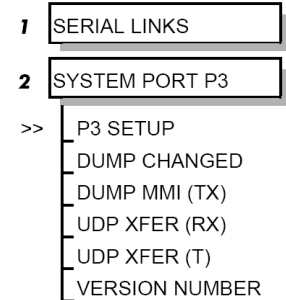 1 SERIAL LINKS
2 SYSTEM PORT P3
>> P3 SETUP
DUMP CHANGED
DUMP MMI (TX)
UDP XFER (RX)
UDP XFER (T)
VERSION NUMBER